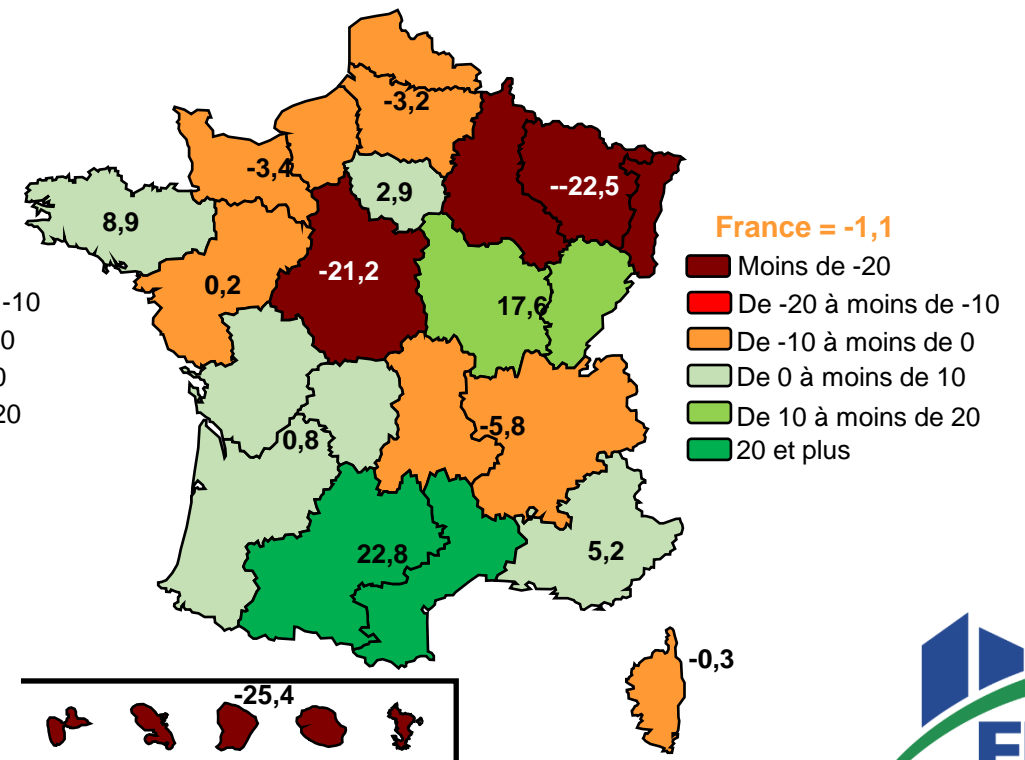 -3,2
-3,4
2,9
--22,5
8,9
-21,2
0,2
17,6
-5,8
0,8
22,8
5,2
-0,3
-25,4
France = -1,1
Moins de -20
De -20 à moins de -10
De -10 à moins de 0
De 0 à moins de 10
De 10 à moins de 20
20 et plus
-10
0
0
20